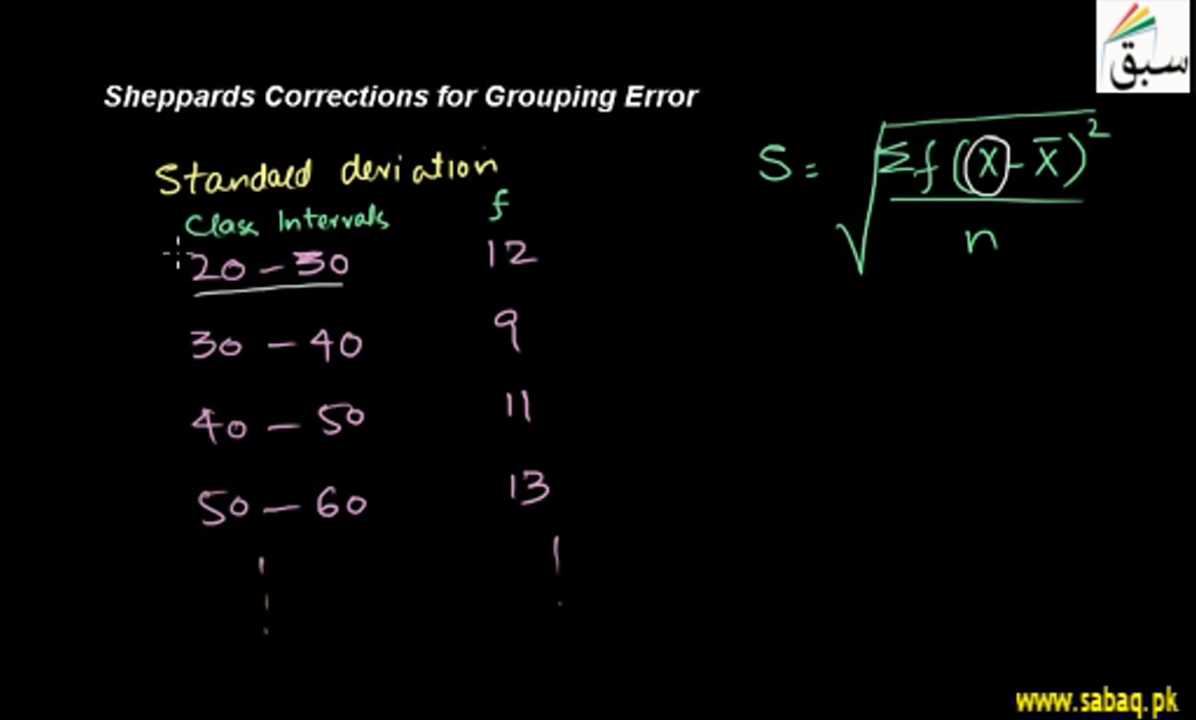 سبق
Sheppards Corrections for Grouping Error
Standard deviation
Class Intervals f
20 - 30 12
30 - 40 9
40 - 50 11
50 - 60 13
S = √(Σf(X - X̄)² / n)
www.sabaq.pk